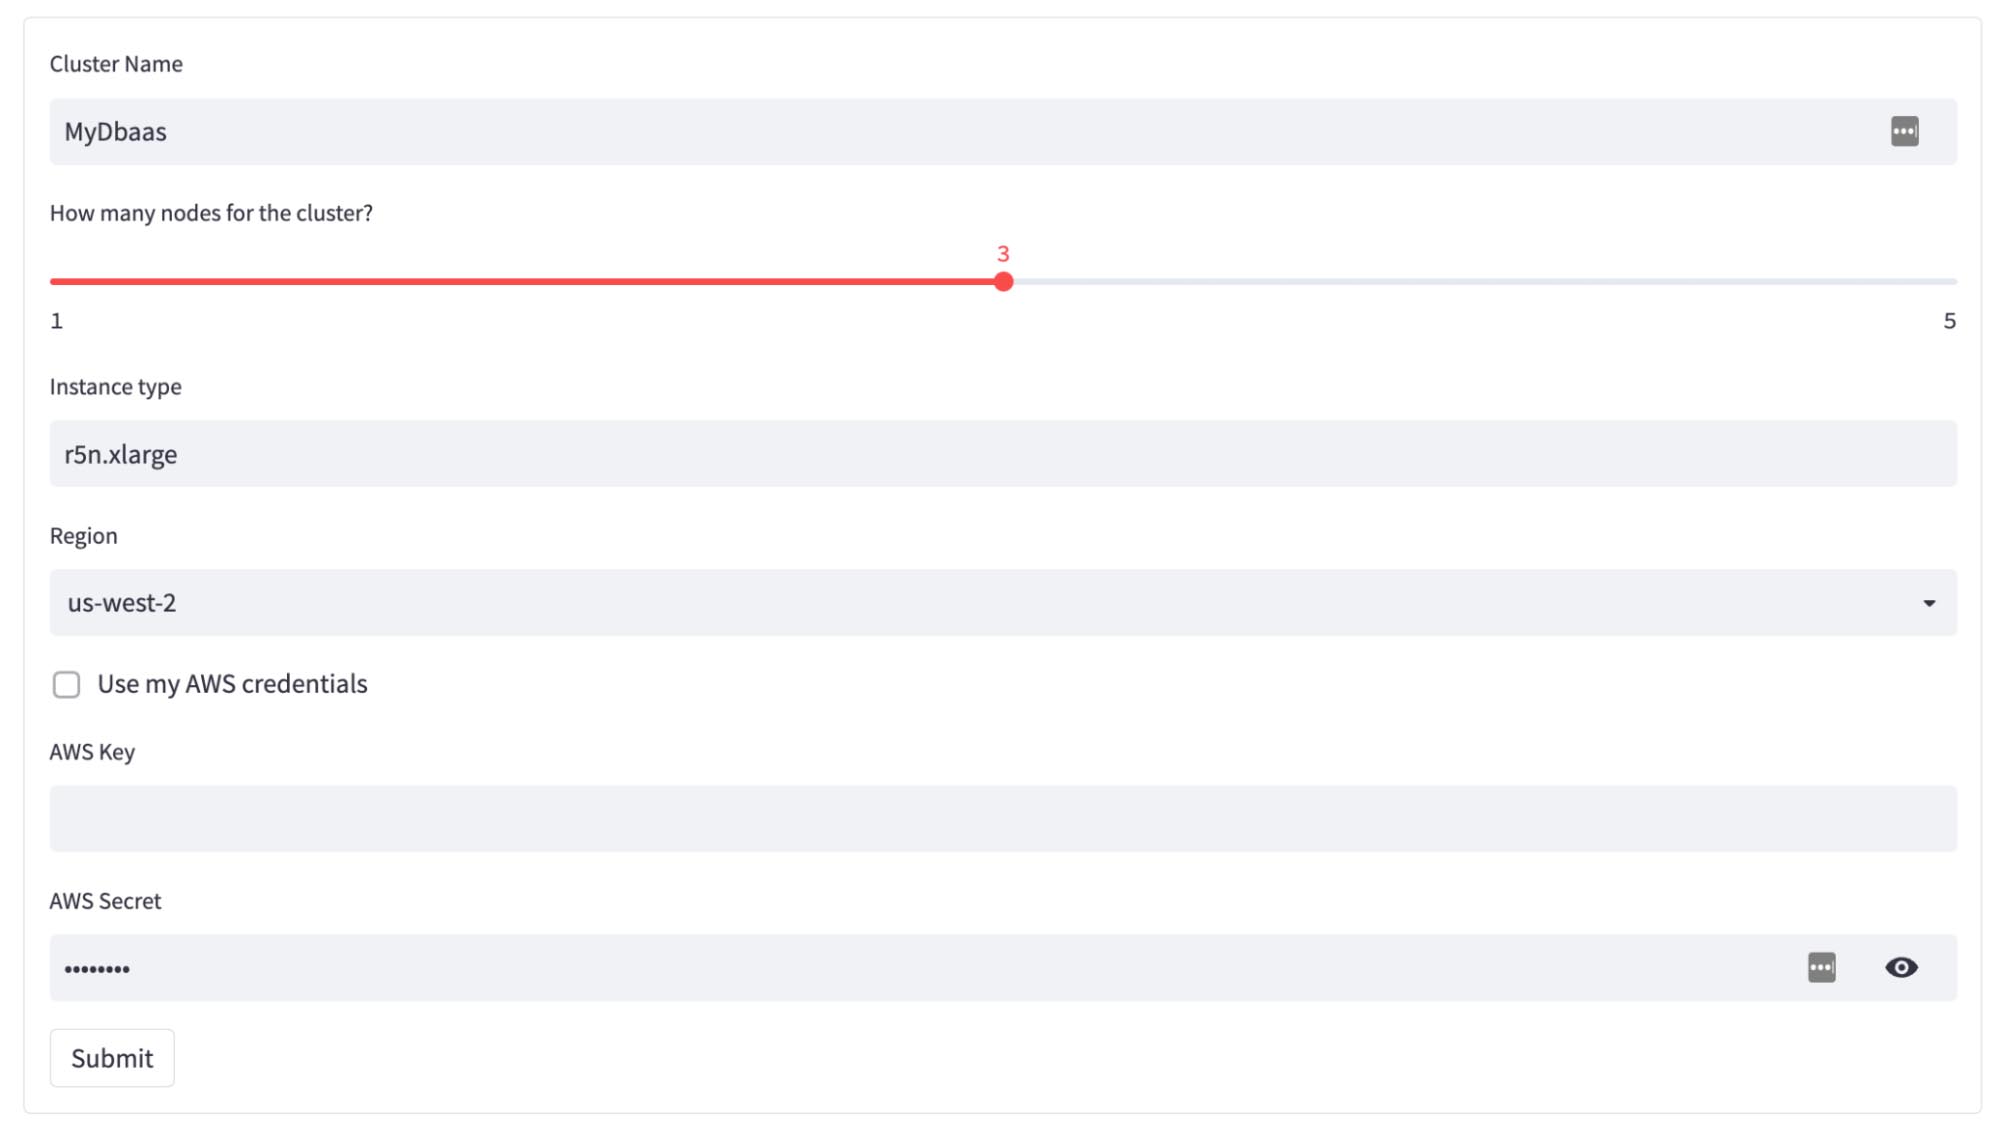 Cluster Name
MyDbaas
How many nodes for the cluster?
3
1 5
Instance type
r5n.xlarge
Region
us-west-2
Use my AWS credentials
AWS Key
AWS Secret
••••••••
Submit